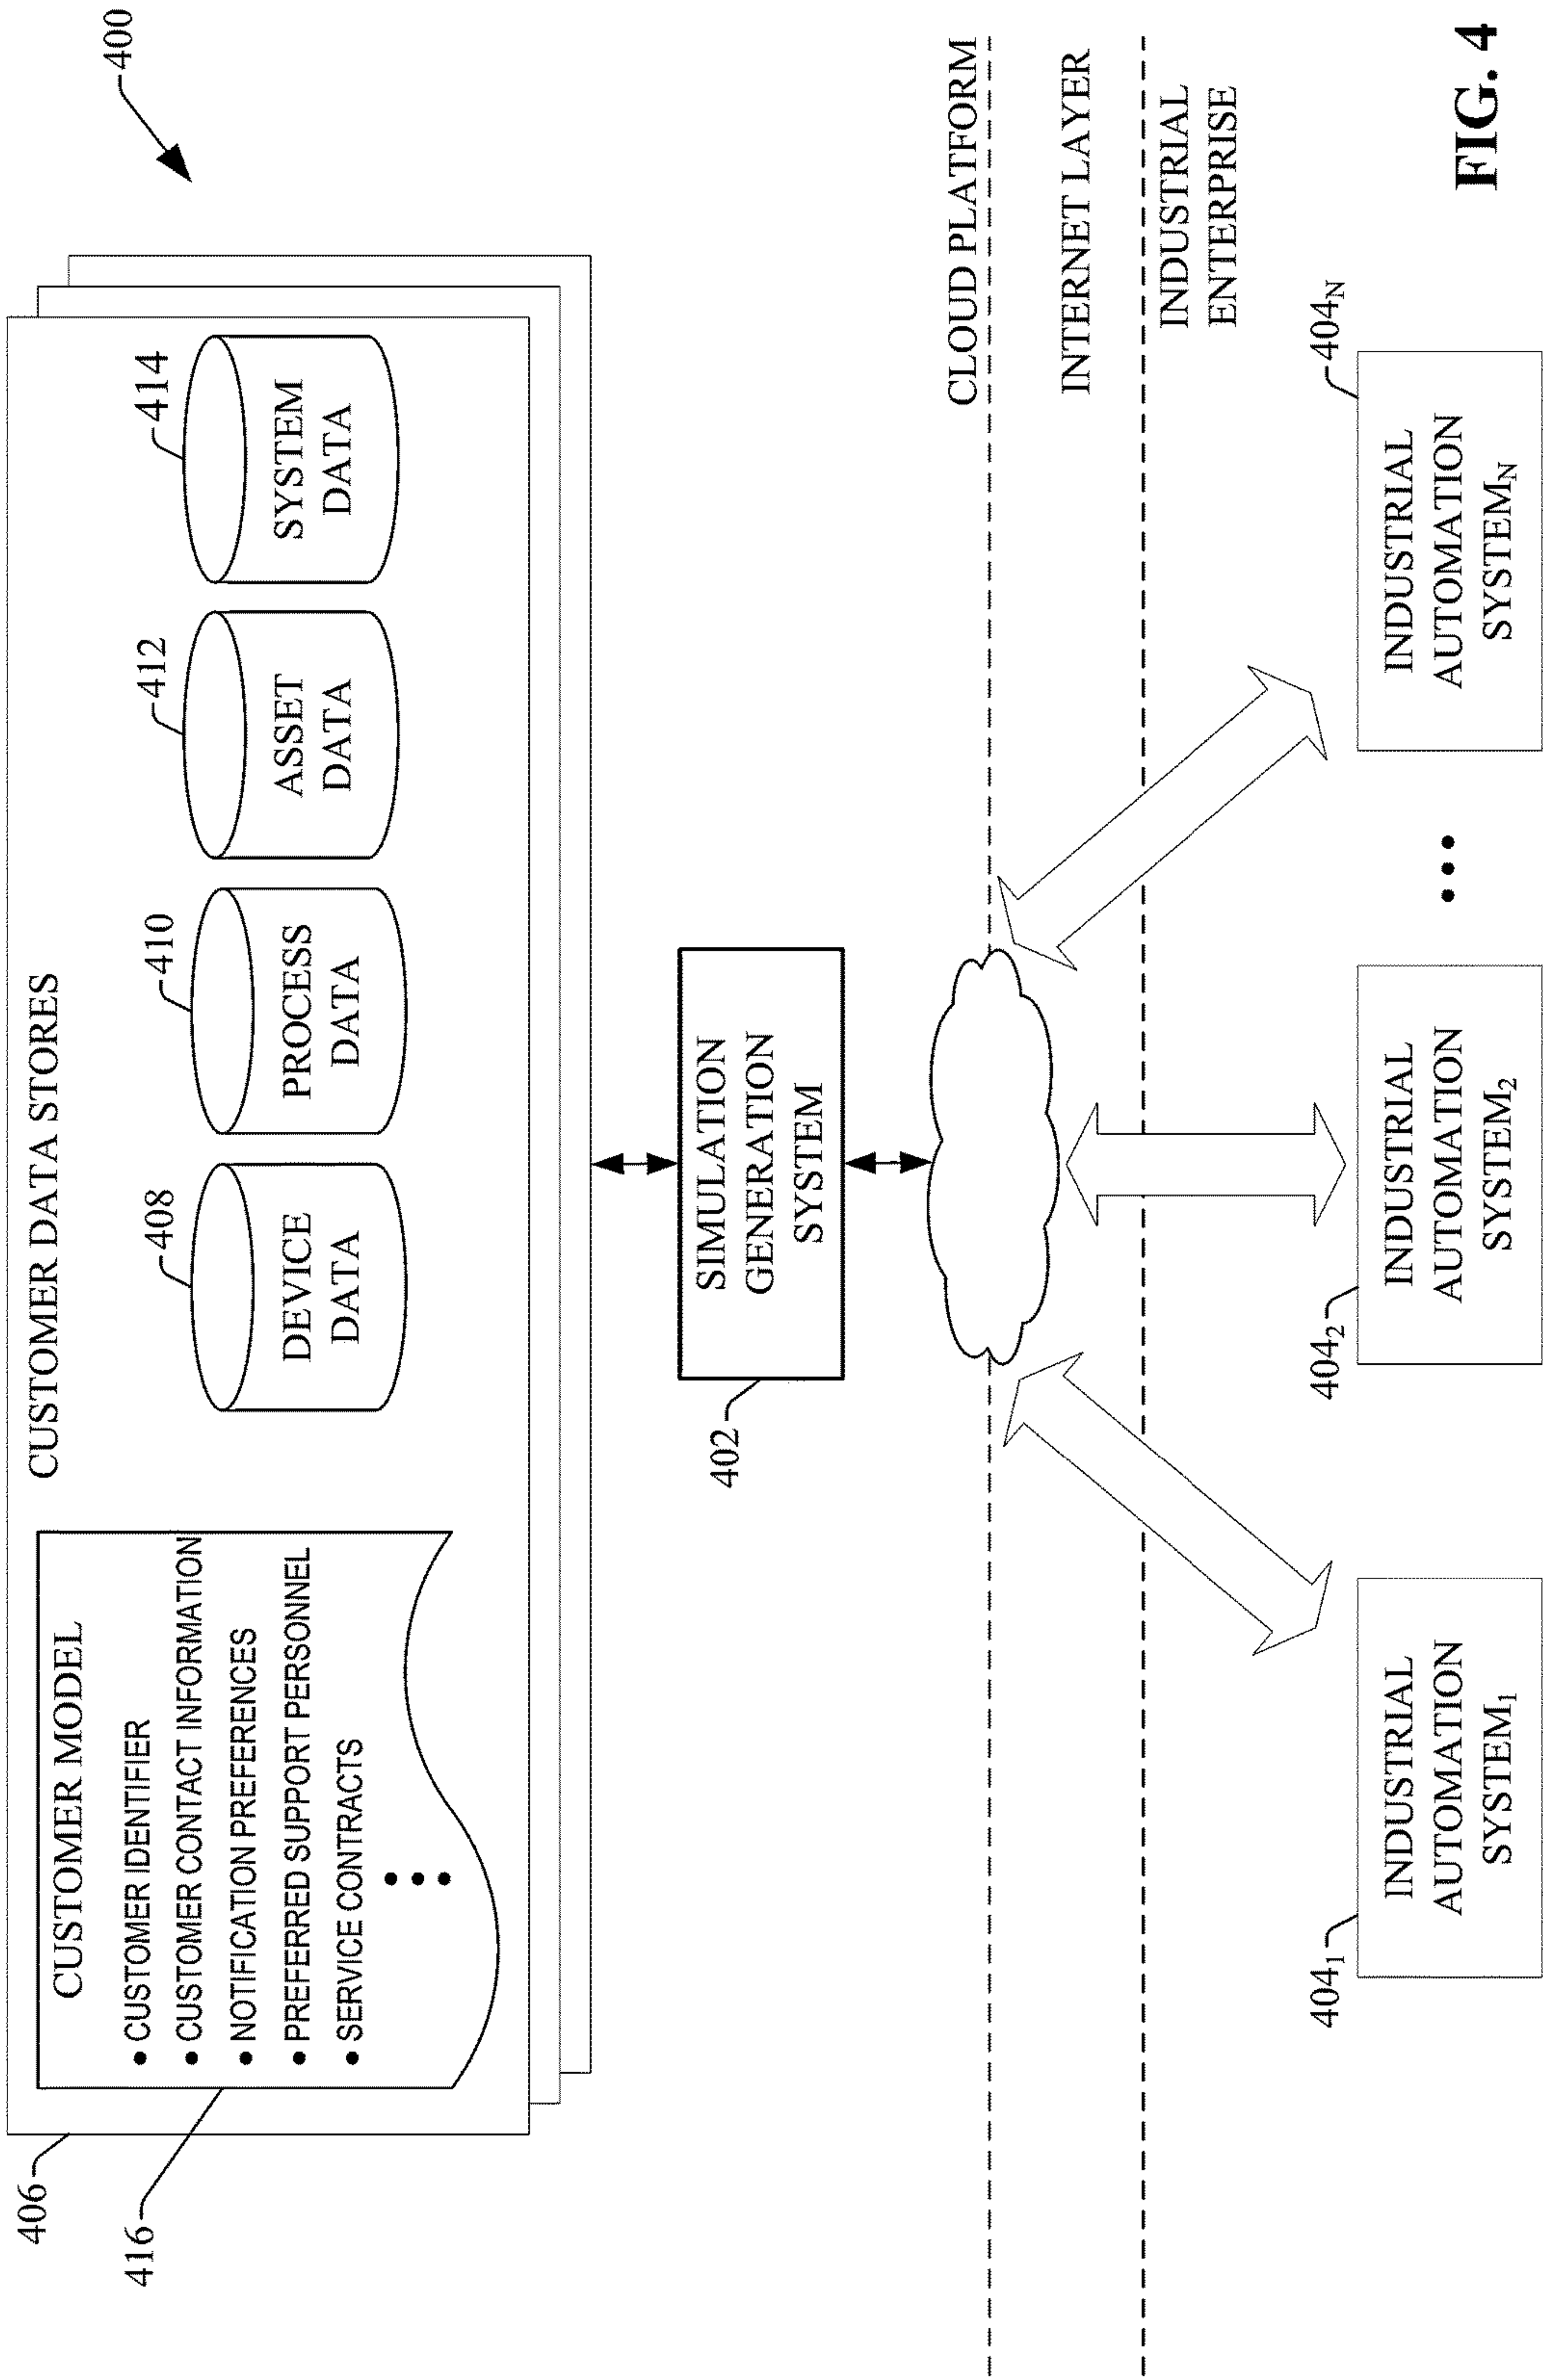 400
CUSTOMER DATA STORES
406
416
CUSTOMER MODEL
• CUSTOMER IDENTIFIER
• CUSTOMER CONTACT INFORMATION
• NOTIFICATION PREFERENCES
• PREFERRED SUPPORT PERSONNEL
• SERVICE CONTRACTS
408
DEVICE
DATA
410
PROCESS
DATA
412
ASSET
DATA
414
SYSTEM
DATA
402
SIMULATION
GENERATION
SYSTEM
CLOUD PLATFORM
INTERNET LAYER
INDUSTRIAL
ENTERPRISE
404₁
INDUSTRIAL
AUTOMATION
SYSTEM₁
404₂
INDUSTRIAL
AUTOMATION
SYSTEM₂
•••
404_N
INDUSTRIAL
AUTOMATION
SYSTEM_N
FIG. 4